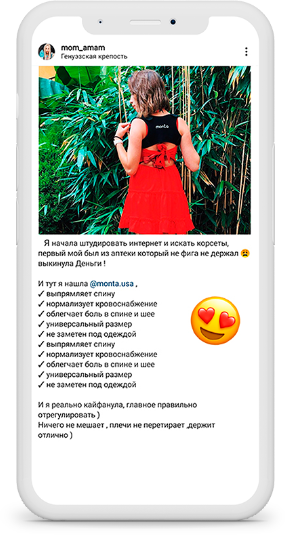 mom_amam
Генуэзская крепость
monta
Я начала штудировать интернет и искать корсеты,
первый мой был из аптеки который не фига не держал 😩
выкинула Деньги !
И тут я нашла @monta.usa ,
✓ выпрямляет спину
✓ нормализует кровоснабжение
✓ облегчает боль в спине и шее
✓ универсальный размер
✓ не заметен под одеждой
✓ выпрямляет спину
✓ нормализует кровоснабжение
✓ облегчает боль в спине и шее
✓ универсальный размер
✓ не заметен под одеждой
И я реально кайфанула, главное правильно
отрегулировать )
Ничего не мешает ,плечи не перетирает ,держит
отлично )